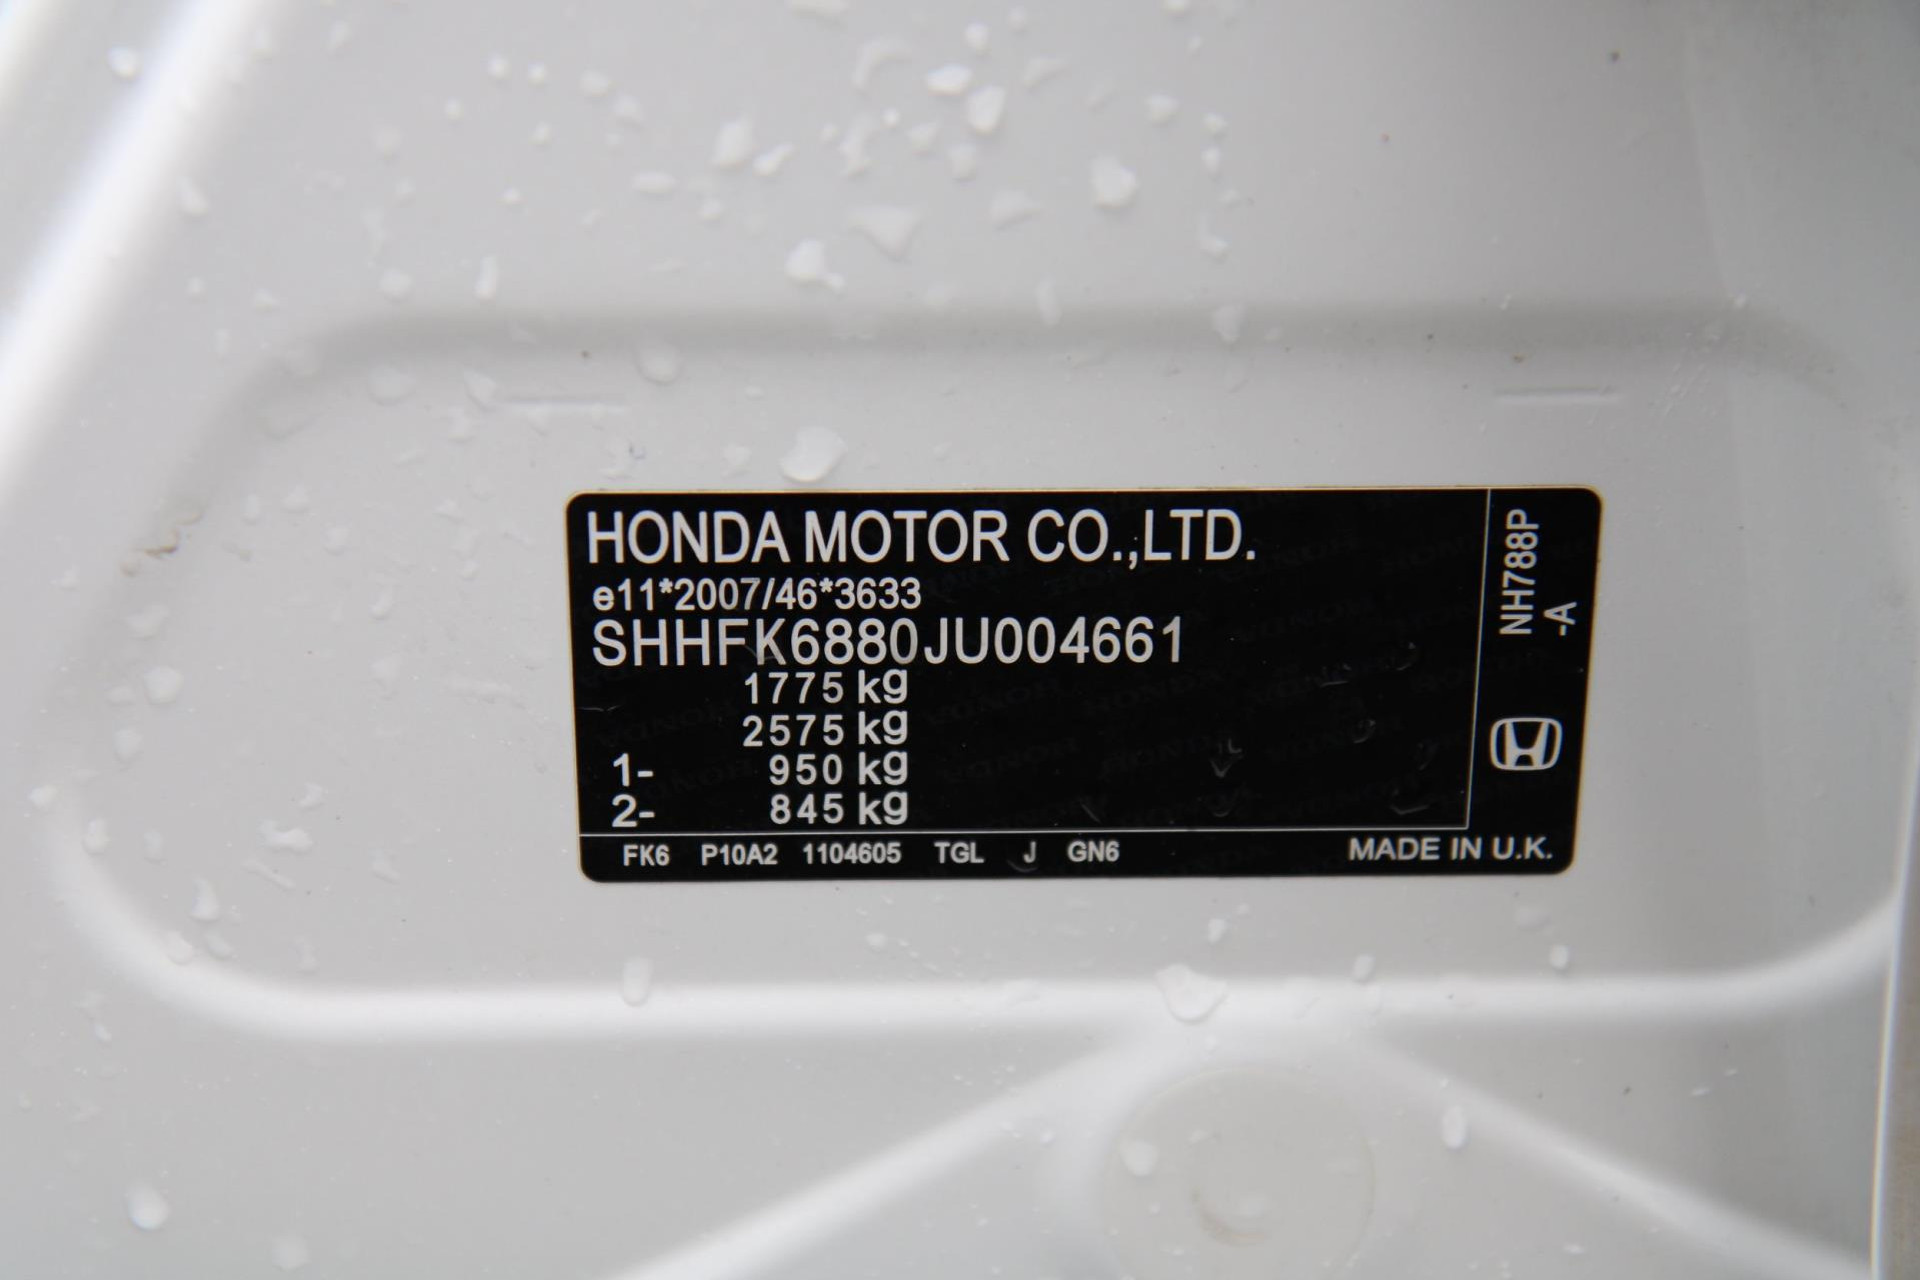 HONDA MOTOR CO.,LTD.
e11*2007/46*3633
SHHFK6880JU004661
1775 kg
2575 kg
1- 950 kg
2- 845 kg
FK6 P10A2 1104605 TGL J GN6 MADE IN U.K.
NH788P
-A